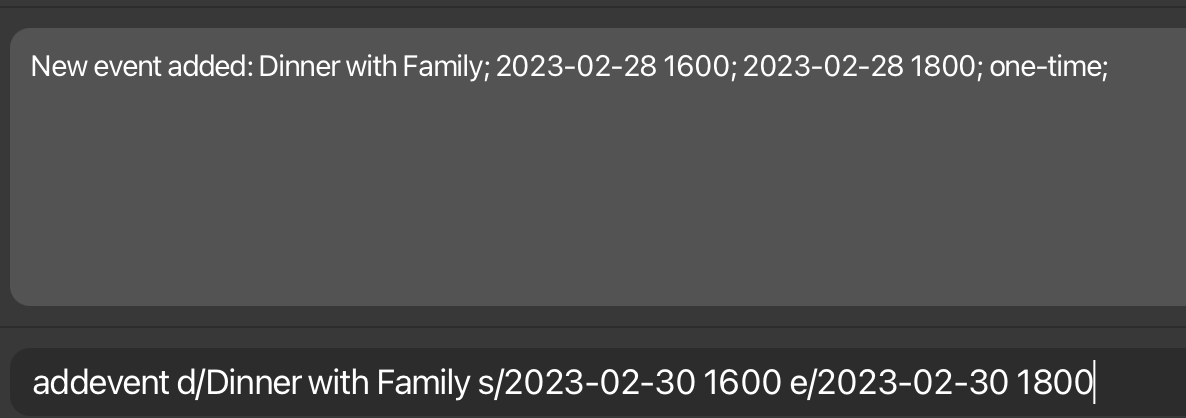 New event added: Dinner with Family; 2023-02-28 1600; 2023-02-28 1800; one-time;
addevent d/Dinner with Family s/2023-02-30 1600 e/2023-02-30 1800